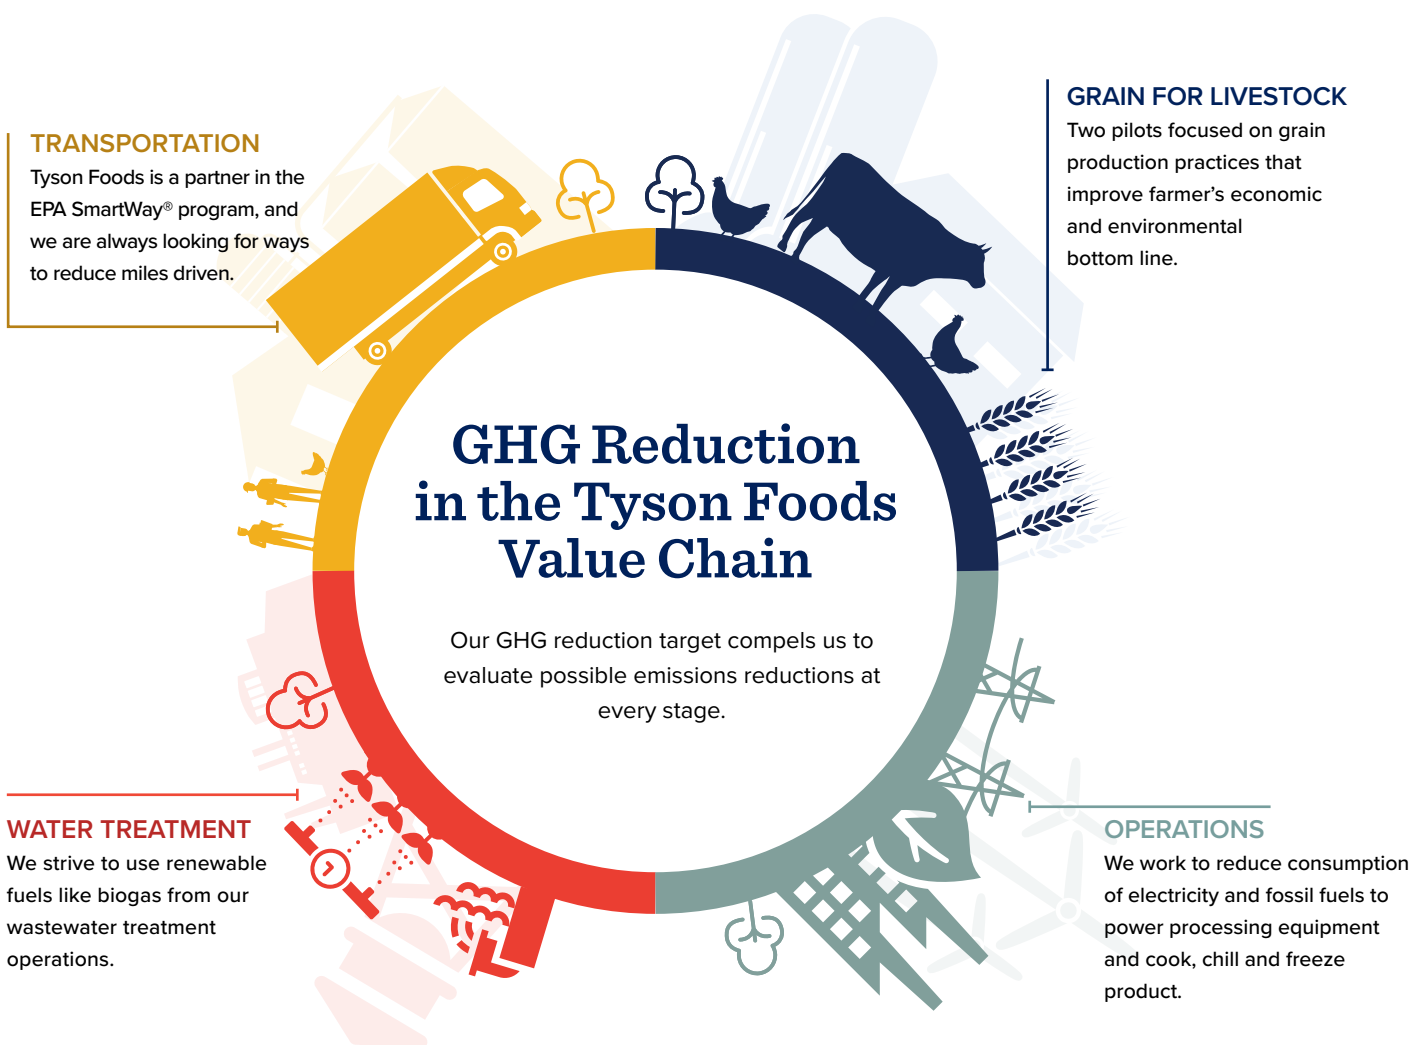 TRANSPORTATION
Tyson Foods is a partner in the
EPA SmartWay® program, and
we are always looking for ways
to reduce miles driven.
GRAIN FOR LIVESTOCK
Two pilots focused on grain
production practices that
improve farmer’s economic
and environmental
bottom line.
GHG Reduction
in the Tyson Foods
Value Chain
Our GHG reduction target compels us to
evaluate possible emissions reductions at
every stage.
WATER TREATMENT
We strive to use renewable
fuels like biogas from our
wastewater treatment
operations.
OPERATIONS
We work to reduce consumption
of electricity and fossil fuels to
power processing equipment
and cook, chill and freeze
product.